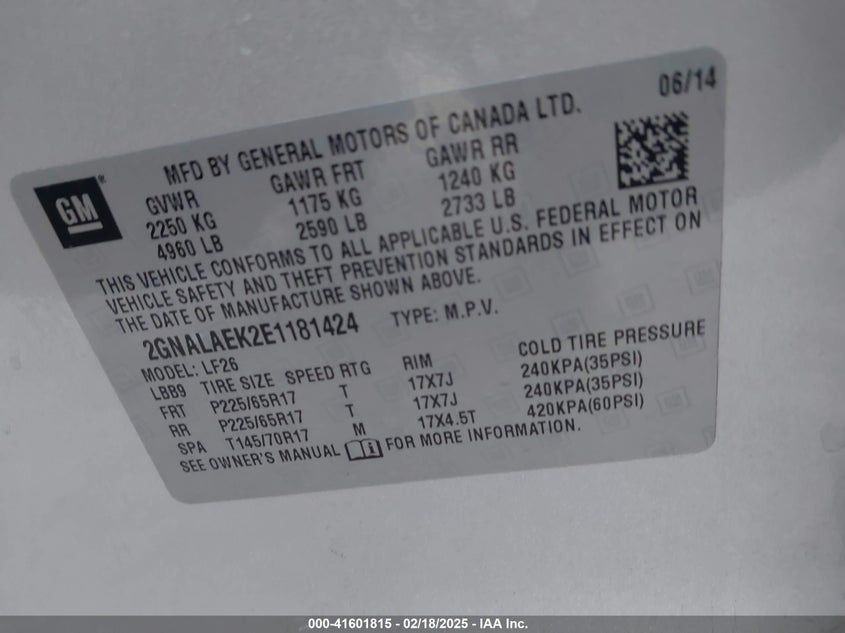 06/14
MFD BY GENERAL MOTORS OF CANADA LTD.
GM®
GVWR GAWR FRT GAWR RR
2250 KG 1175 KG 1240 KG
4960 LB 2590 LB 2733 LB
THIS VEHICLE CONFORMS TO ALL APPLICABLE U.S. FEDERAL MOTOR
VEHICLE SAFETY AND THEFT PREVENTION STANDARDS IN EFFECT ON
THE DATE OF MANUFACTURE SHOWN ABOVE.
2GNALAEK2E1181424 TYPE: M.P.V.
MODEL: LF26
LBB9 TIRE SIZE SPEED RTG RIM COLD TIRE PRESSURE
FRT P225/65R17 T 17X7J 240KPA(35PSI)
RR P225/65R17 T 17X7J 240KPA(35PSI)
SPA T145/70R17 M 17X4.5T 420KPA(60PSI)
SEE OWNER'S MANUAL FOR MORE INFORMATION.
000-41601815 - 02/18/2025 - IAA Inc.